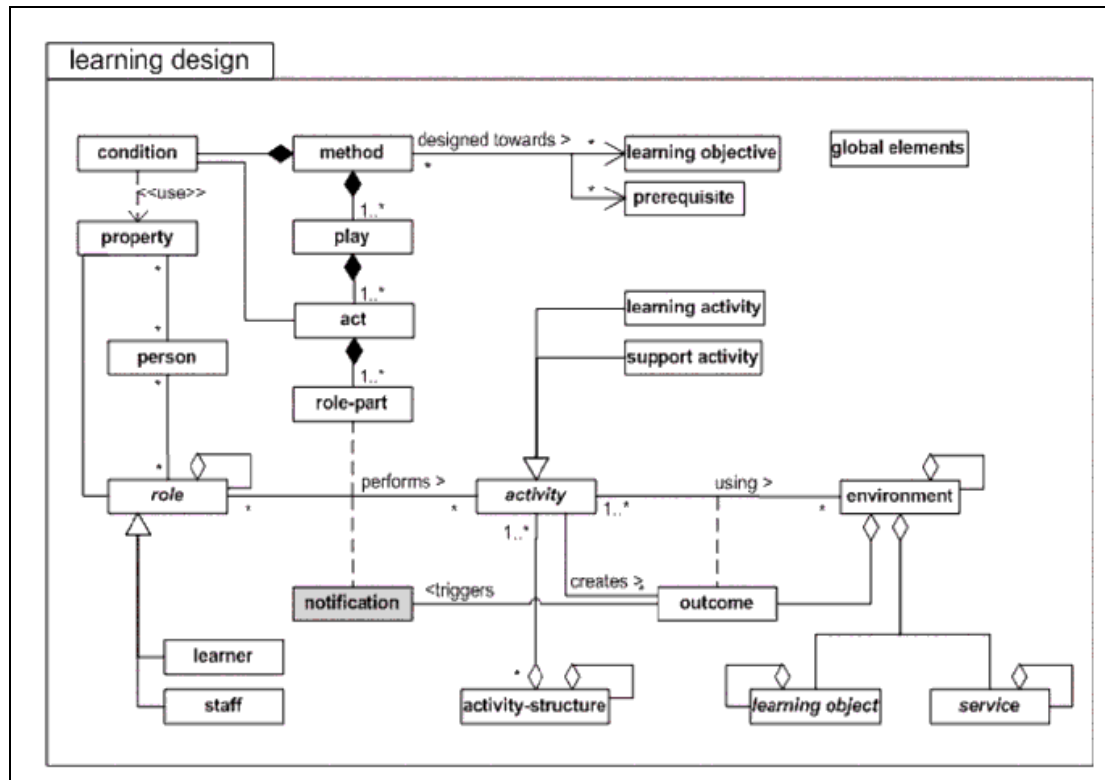 learning design
condition
method
designed towards >
*
*
learning objective
global elements
<<use>>
*
prerequisite
1..*
property
play
*
1..*
learning activity
act
*
person
support activity
*
1..*
role-part
*
performs >
using >
role
activity
environment
*
*
1..*
*
1..*
creates >
*
<triggers
notification
outcome
learner
*
staff
activity-structure
learning object
service